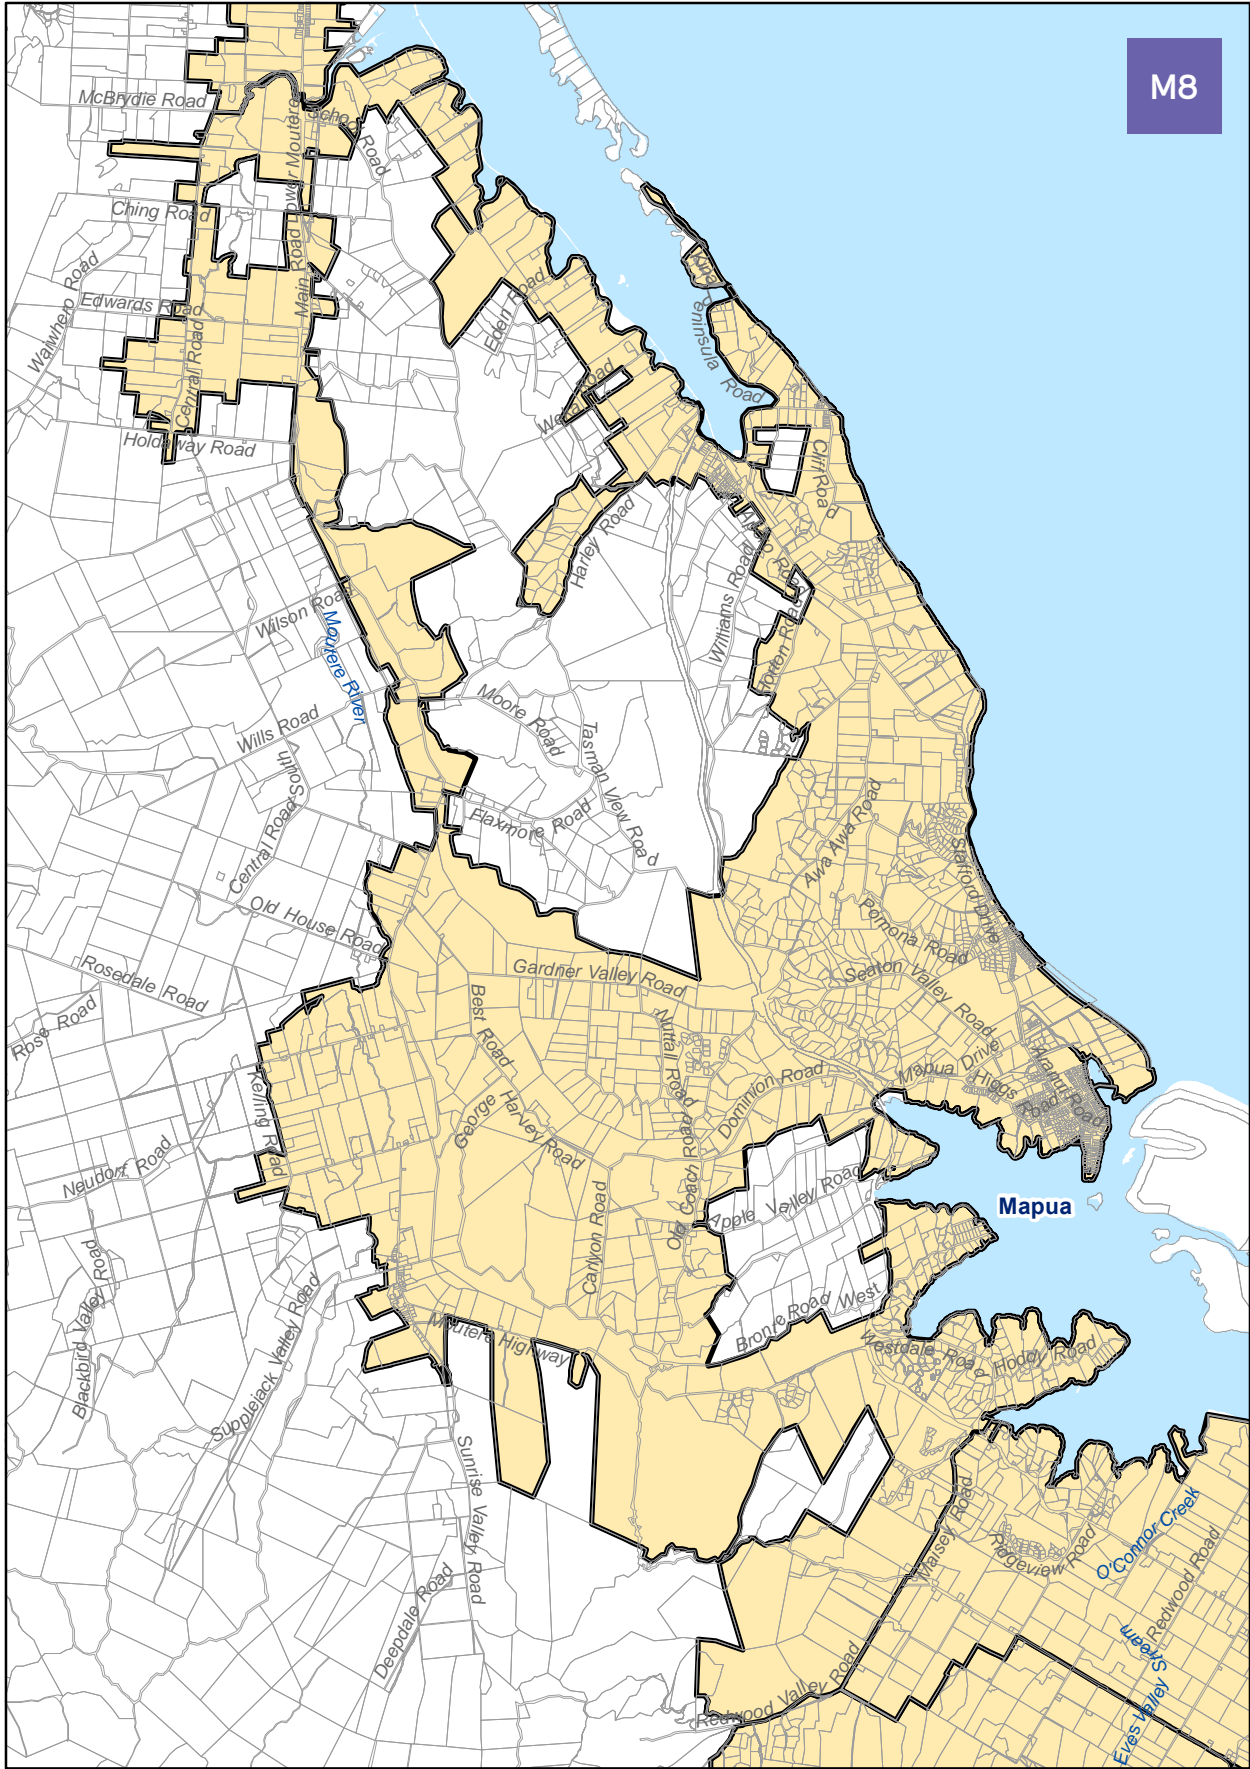 M8
McBrydie Road
School Road
Main Road Lower Moutere
Ching Road
Waiwhero Road
Edwards Road
Central Road
Eden Road
Kina Peninsula Road
Holdaway Road
Cliff Road
Harley Road
Williams Road
Horton Road
Wilson Road
Moutere River
Moore Road
Wills Road
Tasman View Road
Central Road South
Flaxmore Road
Awa Awa Road
Stafford Drive
Old House Road
Pomona Road
Rosedale Road
Gardner Valley Road
Seaton Valley Road
Rose Road
Best Road
Nuttall Road
Mapua Drive
Higgs Road
Aranui Road
Kelling Road
George Harvey Road
Dominion Road
Neudorf Road
Old Coach Road
Apple Valley Road
Mapua
Carlyon Road
Blackbird Valley Road
Supplejack Valley Road
Bronte Road West
Moutere Highway
Westdale Road
Hoddy Road
Sunrise Valley Road
Maisey Road
Ridgeview Road
O'Connor Creek
Redwood Road
Deepdale Road
Eves Valley Stream
Redwood Valley Road